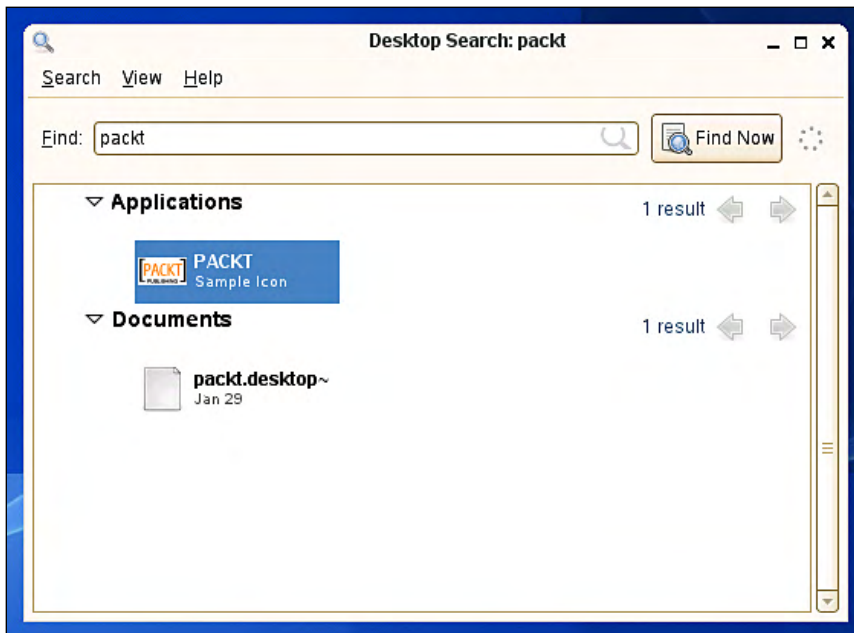 Desktop Search: packt
Search View Help
Find: packt Find Now
Applications 1 result
PACKT PACKT
PUBLISHING Sample Icon
Documents 1 result
packt.desktop~
Jan 29